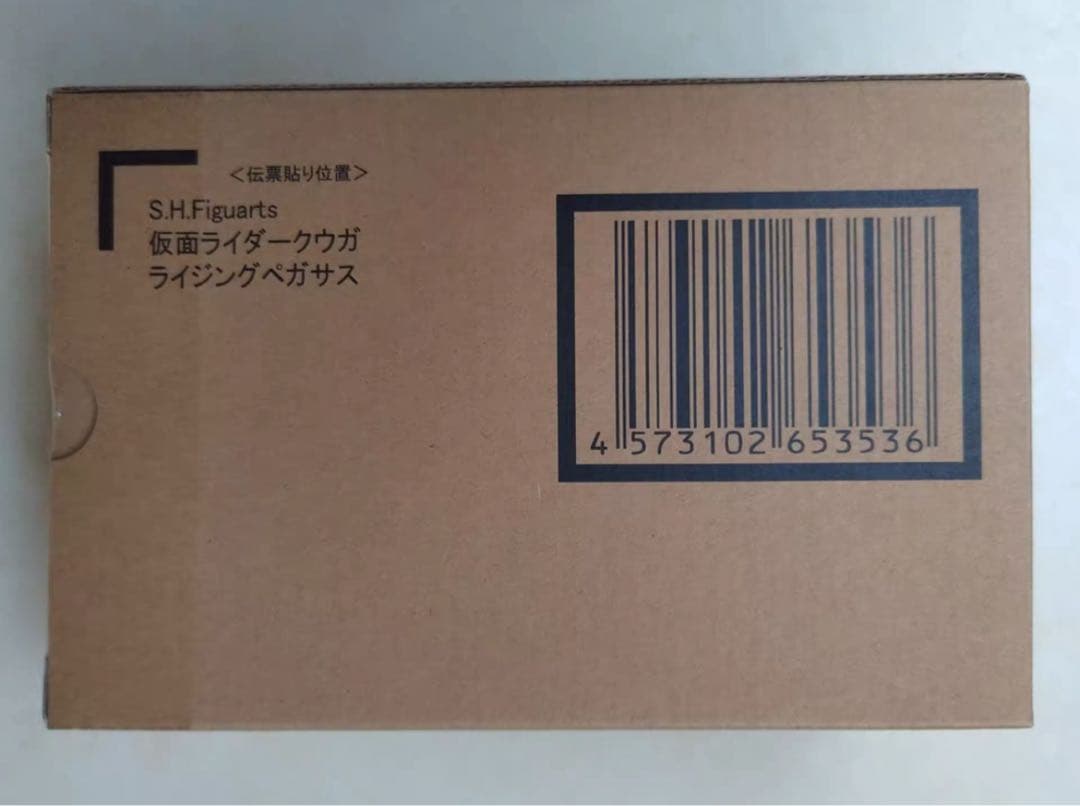 ＜伝票貼り位置＞
S.H.Figuarts
仮面ライダークウガ
ライジングペガサス
4 573102 653536